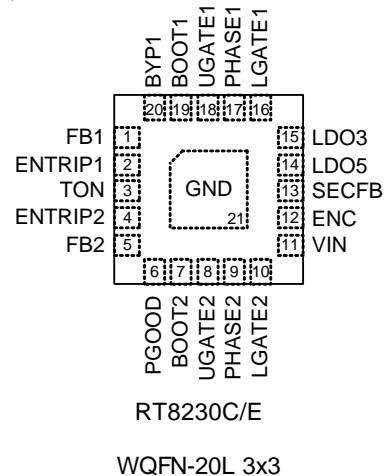 BYP1
BOOT1
UGATE1
PHASE1
LGATE1
20 19 18 17 16
FB1 1
ENTRIP1 2
TON 3
ENTRIP2 4
FB2 5
GND
21
15 LDO3
14 LDO5
13 SECFB
12 ENC
11 VIN
6 7 8 9 10
PGOOD
BOOT2
UGATE2
PHASE2
LGATE2
RT8230C/E
WQFN-20L 3x3